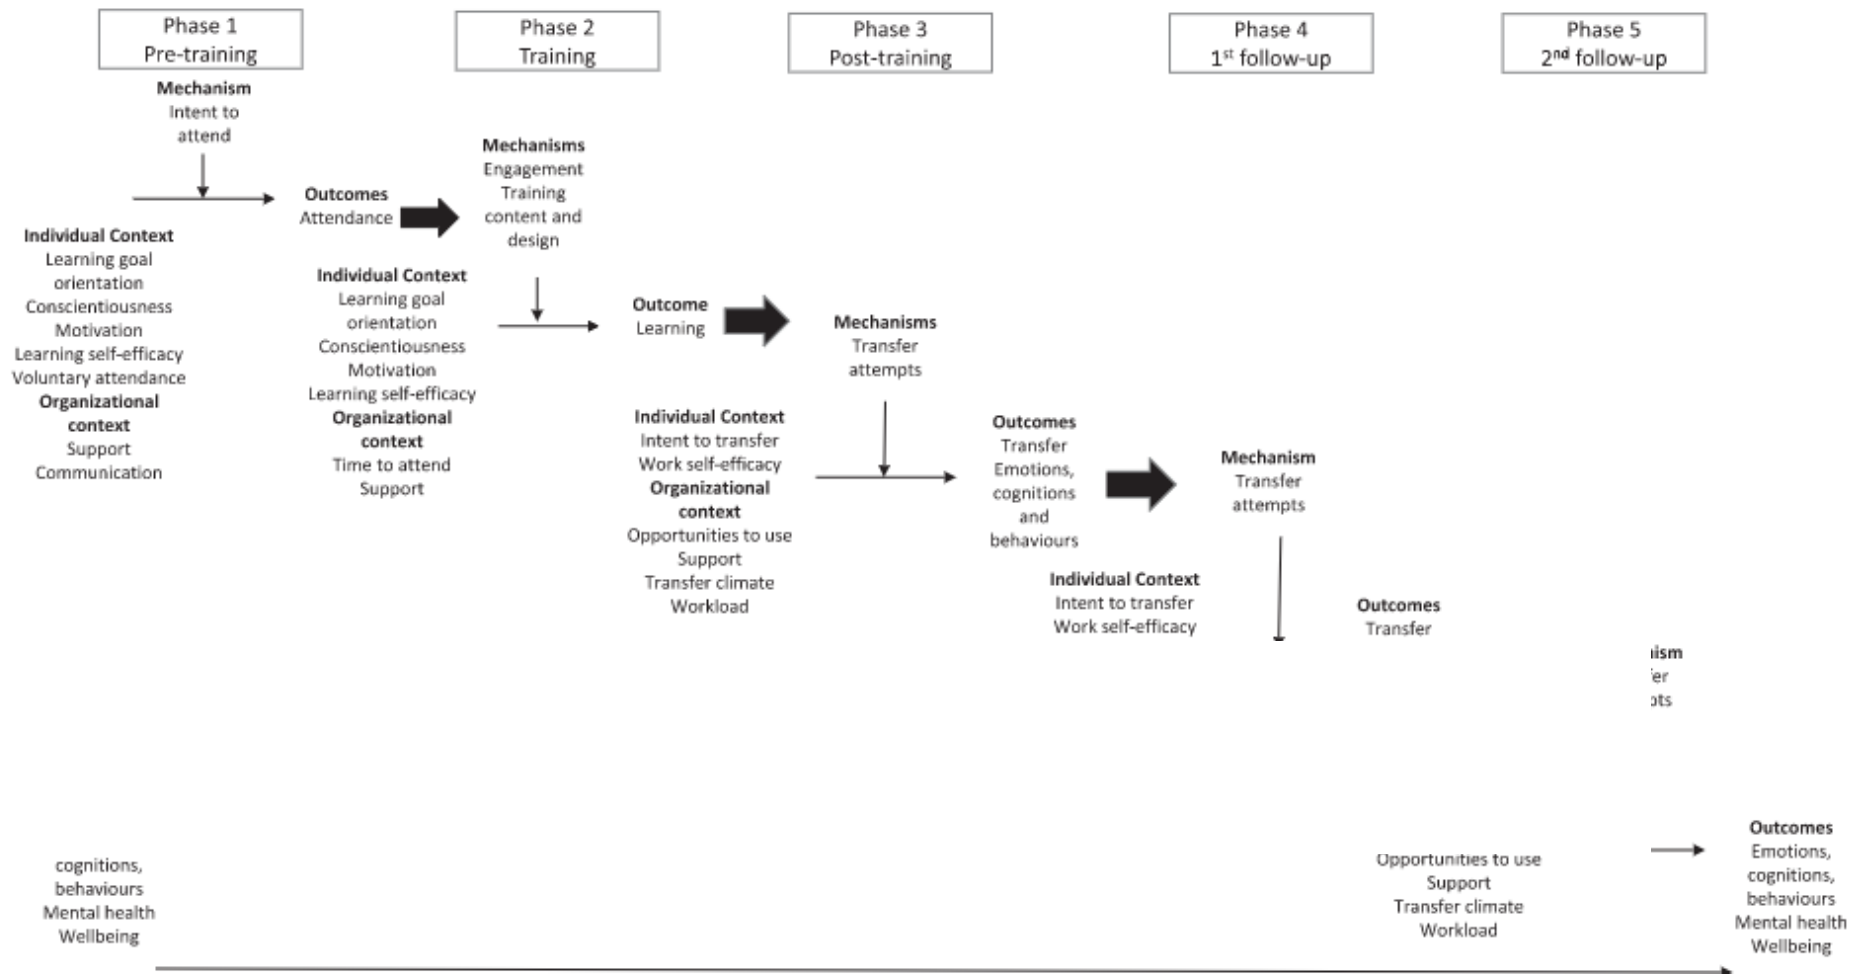 Phase 1
Pre-training
Phase 2
Training
Phase 3
Post-training
Phase 4
1st follow-up
Phase 5
2nd follow-up
Mechanism
Intent to
attend
Outcomes
Attendance
Individual Context
Learning goal
orientation
Conscientiousness
Motivation
Learning self-efficacy
Voluntary attendance
Organizational
context
Support
Communication
Mechanisms
Engagement
Training
content and
design
Individual Context
Learning goal
orientation
Conscientiousness
Motivation
Learning self-efficacy
Organizational
context
Time to attend
Support
Outcome
Learning
Mechanisms
Transfer
attempts
Individual Context
Intent to transfer
Work self-efficacy
Organizational
context
Opportunities to use
Support
Transfer climate
Workload
Outcomes
Transfer
Emotions,
cognitions
and
behaviours
Mechanism
Transfer
attempts
Individual Context
Intent to transfer
Work self-efficacy
Outcomes
Transfer
ism
fer
pts
cognitions,
behaviours
Mental health
Wellbeing
Opportunities to use
Support
Transfer climate
Workload
Outcomes
Emotions,
cognitions,
behaviours
Mental health
Wellbeing